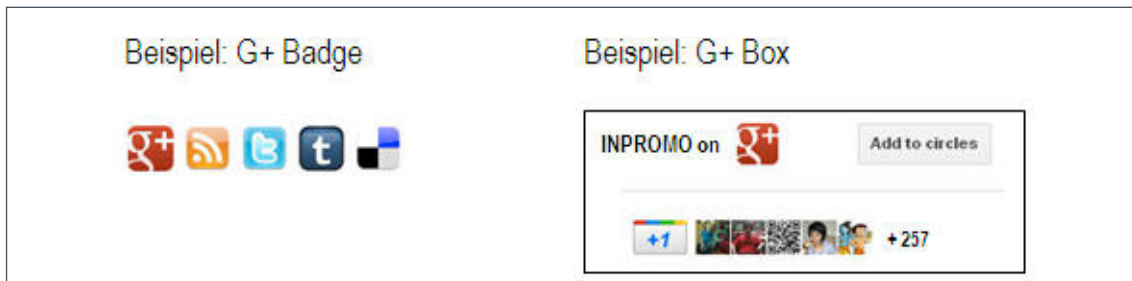 Beispiel: G+ Badge
Beispiel: G+ Box
g+ t t
INPROMO on g+ Add to circles
+1 + 257